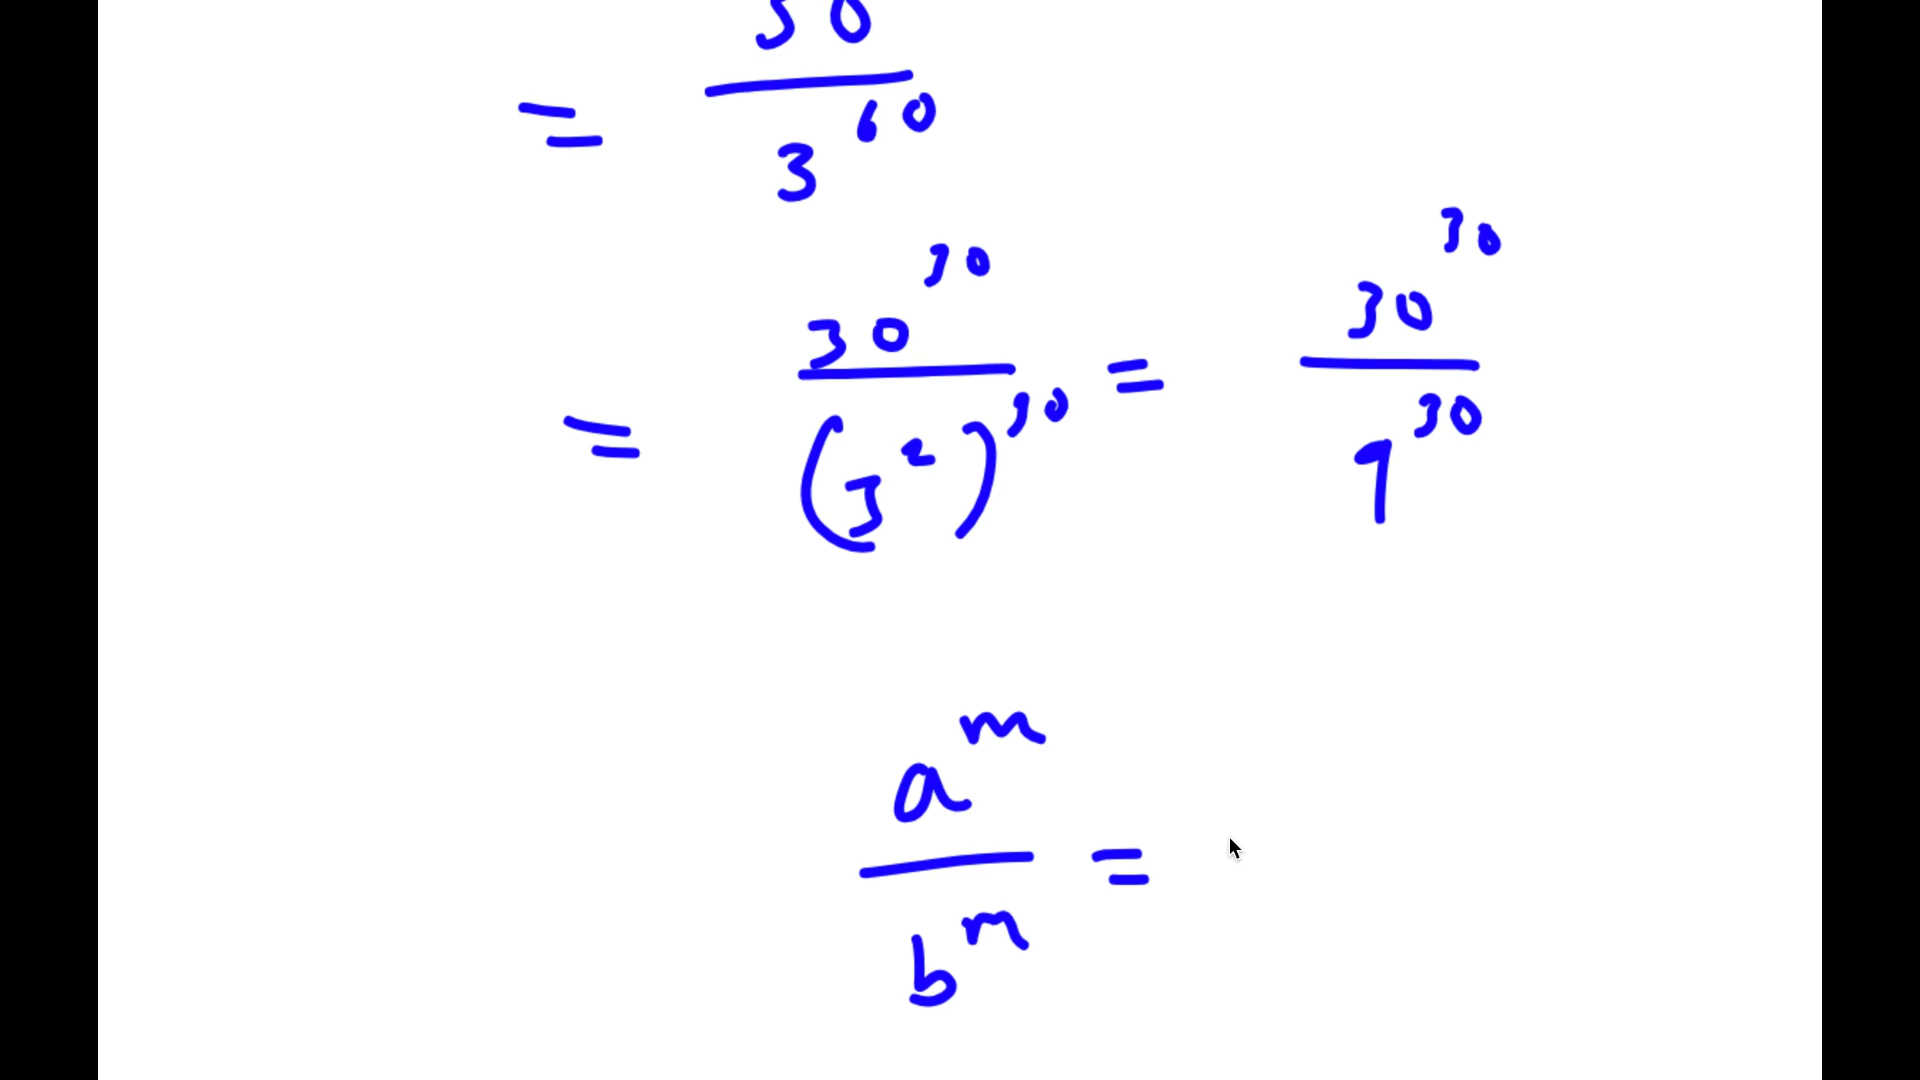 = 30 / 3^60
= 30^30 / (3^2)^30 = 30^30 / 9^30
a^m / b^m =